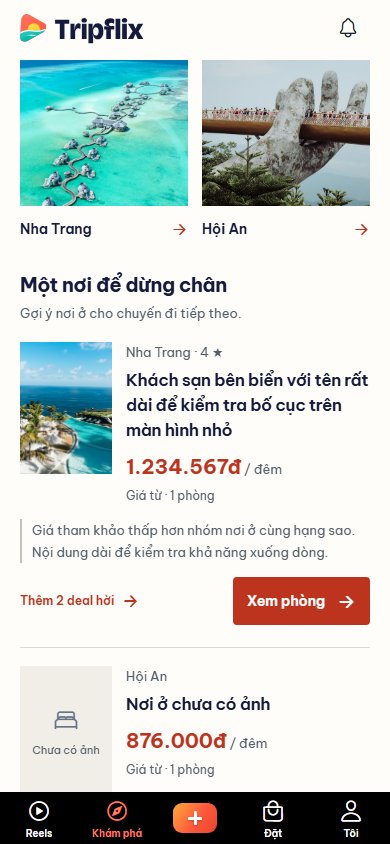 Tripflix
Nha Trang →
Hội An →
Một nơi để dừng chân
Gợi ý nơi ở cho chuyến đi tiếp theo.
Nha Trang · 4 ★
Khách sạn bên biển với tên rất
dài để kiểm tra bố cục trên
màn hình nhỏ
1.234.567đ / đêm
Giá từ · 1 phòng
Giá tham khảo thấp hơn nhóm nơi ở cùng hạng sao.
Nội dung dài để kiểm tra khả năng xuống dòng.
Thêm 2 deal hời →
Xem phòng →
Hội An
Nơi ở chưa có ảnh
876.000đ / đêm
Giá từ · 1 phòng
Chưa có ảnh
Reels
Khám phá
Đặt
Tôi